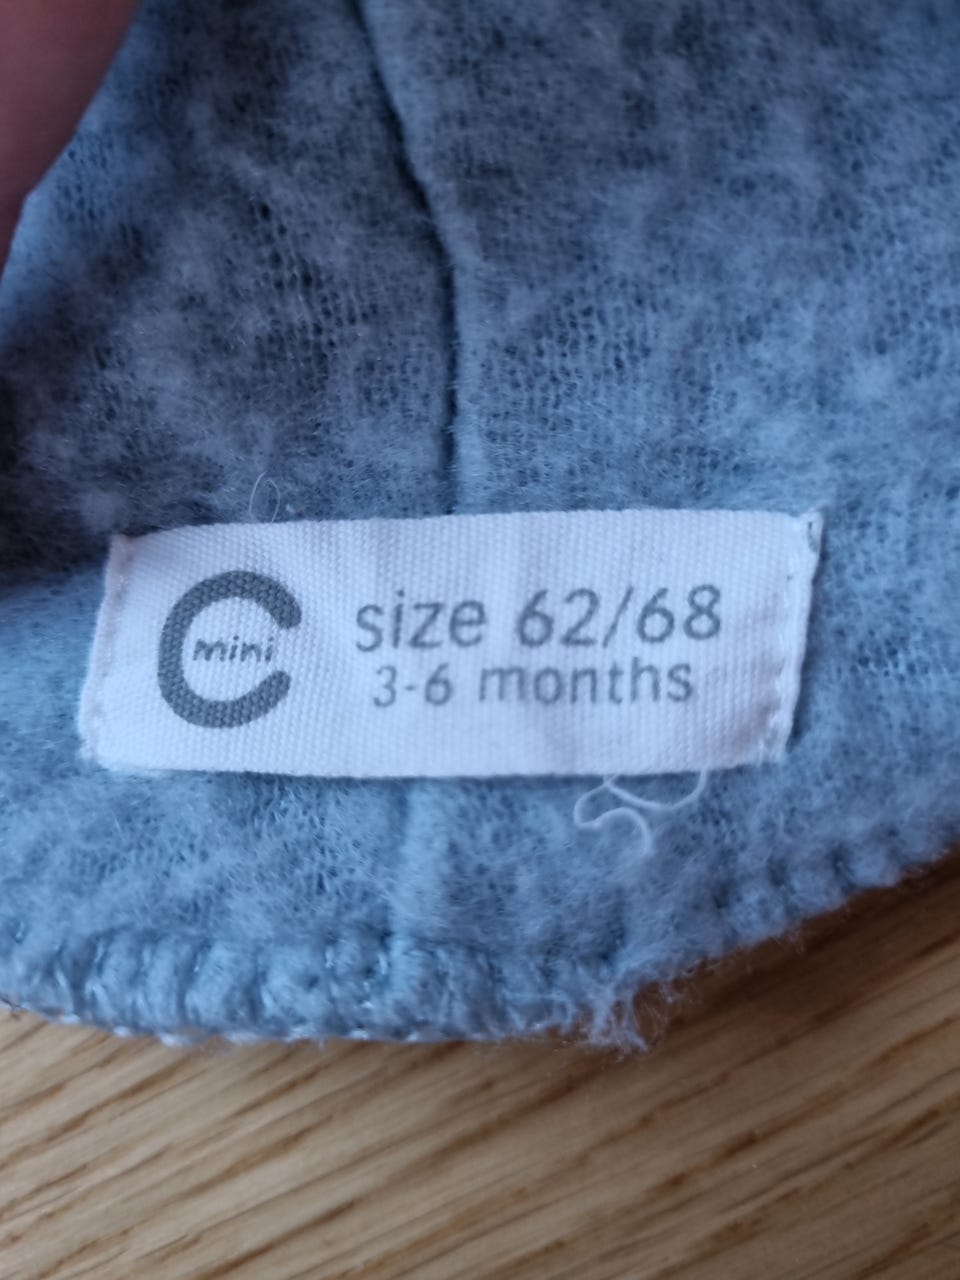 C
mini
size 62/68
3-6 months